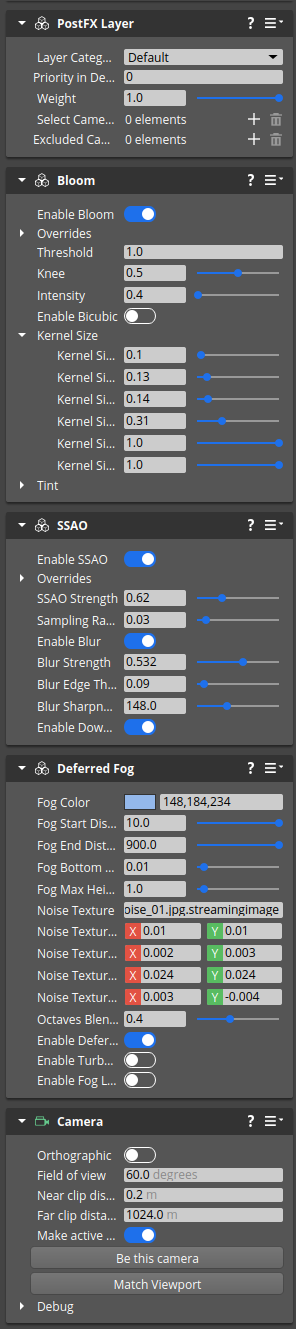 PostFX Layer ?
Layer Categ... Default
Priority in De... 0
Weight 1.0
Select Came... 0 elements
Excluded Ca... 0 elements
Bloom ?
Enable Bloom
Overrides
Threshold 1.0
Knee 0.5
Intensity 0.4
Enable Bicubic
Kernel Size
Kernel Si... 0.1
Kernel Si... 0.13
Kernel Si... 0.14
Kernel Si... 0.31
Kernel Si... 1.0
Kernel Si... 1.0
Tint
SSAO ?
Enable SSAO
Overrides
SSAO Strength 0.62
Sampling Ra... 0.03
Enable Blur
Blur Strength 0.532
Blur Edge Th... 0.09
Blur Sharpn... 148.0
Enable Dow...
Deferred Fog ?
Fog Color 148,184,234
Fog Start Dis... 10.0
Fog End Dist... 900.0
Fog Bottom ... 0.01
Fog Max Hei... 1.0
Noise Texture oise_01.jpg.streamingimage
Noise Textur... X 0.01 Y 0.01
Noise Textur... X 0.002 Y 0.003
Noise Textur... X 0.024 Y 0.024
Noise Textur... X 0.003 Y -0.004
Octaves Blen... 0.4
Enable Defer...
Enable Turb...
Enable Fog L...
Camera ?
Orthographic
Field of view 60.0 degrees
Near clip dis... 0.2 m
Far clip dista... 1024.0 m
Make active ...
Be this camera
Match Viewport
Debug